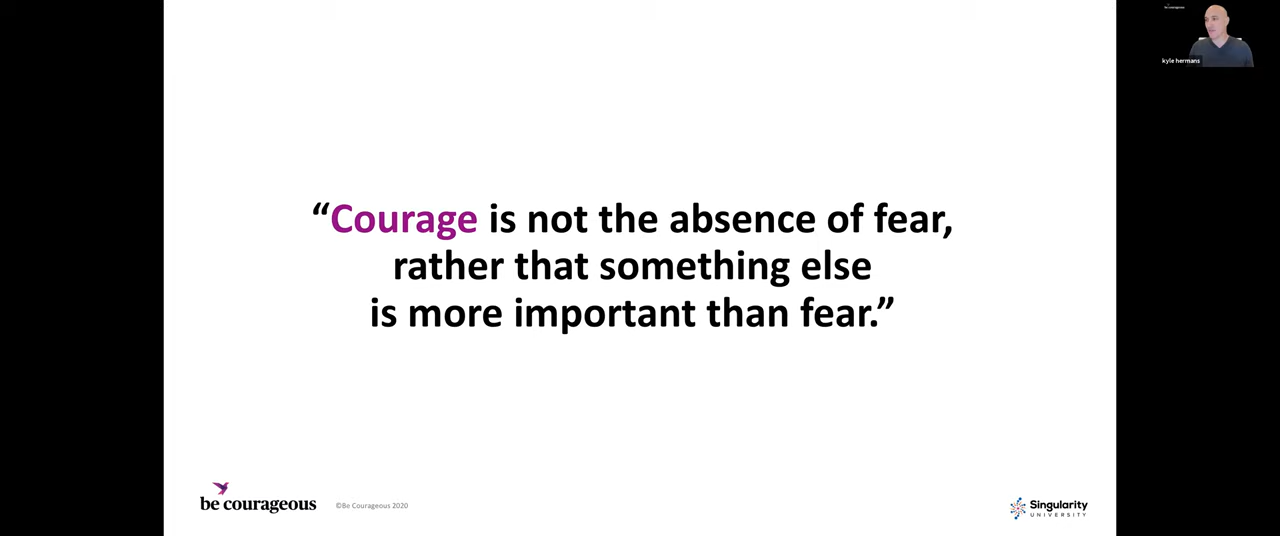 kyle hermans
“Courage is not the absence of fear,
rather that something else
is more important than fear.”
be courageous
©Be Courageous 2020
Singularity
UNIVERSITY